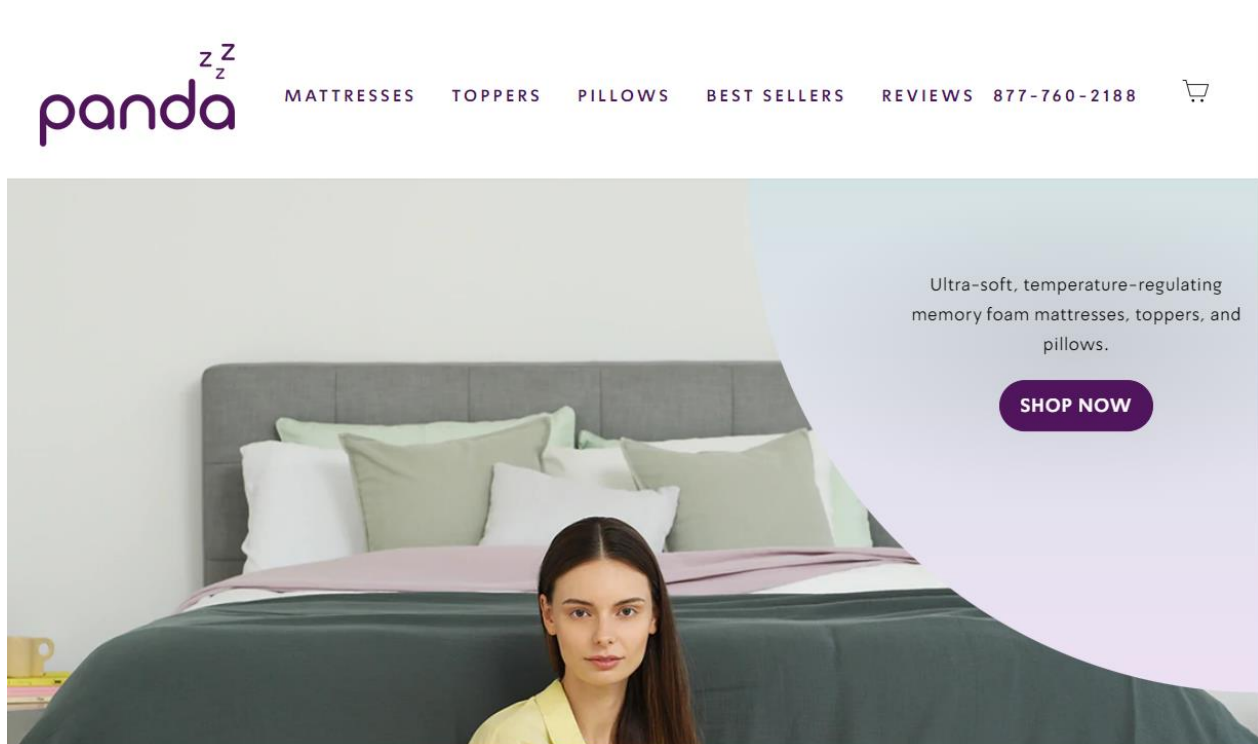 z z
z
panda
MATTRESSES TOPPERS PILLOWS BEST SELLERS REVIEWS 877-760-2188
Ultra-soft, temperature-regulating
memory foam mattresses, toppers, and
pillows.
SHOP NOW